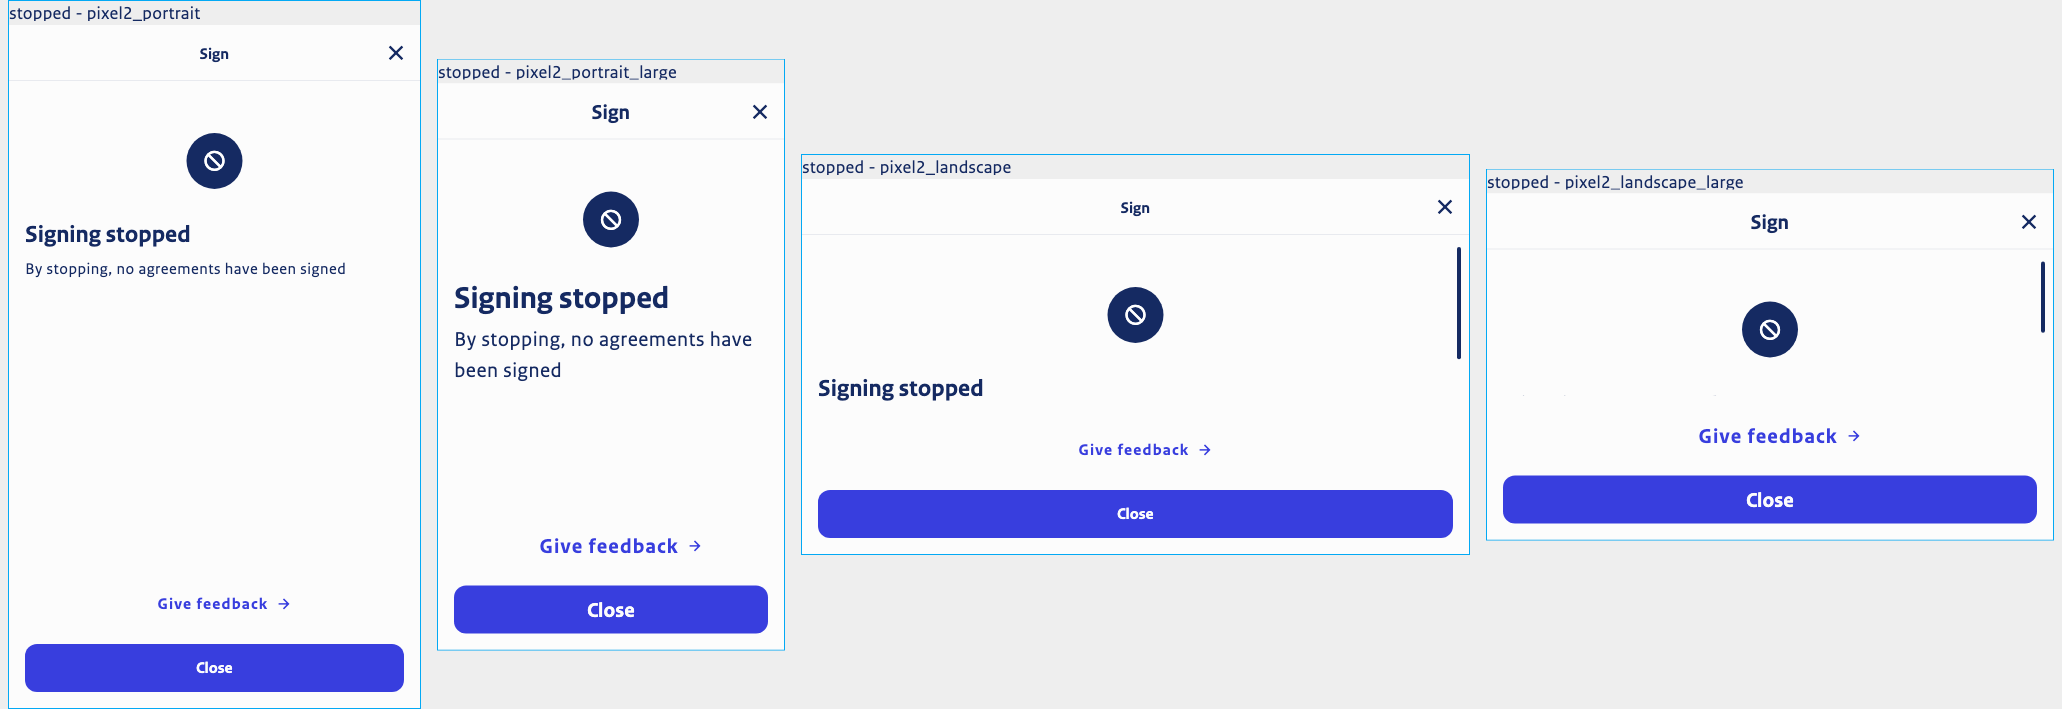 stopped - pixel2_portrait
Sign
Signing stopped
By stopping, no agreements have been signed
Give feedback →
Close
stopped - pixel2_portrait_large
Sign
Signing stopped
By stopping, no agreements have
been signed
Give feedback →
Close
stopped - pixel2_landscape
Sign
Signing stopped
Give feedback →
Close
stopped - pixel2_landscape_large
Sign
Give feedback →
Close